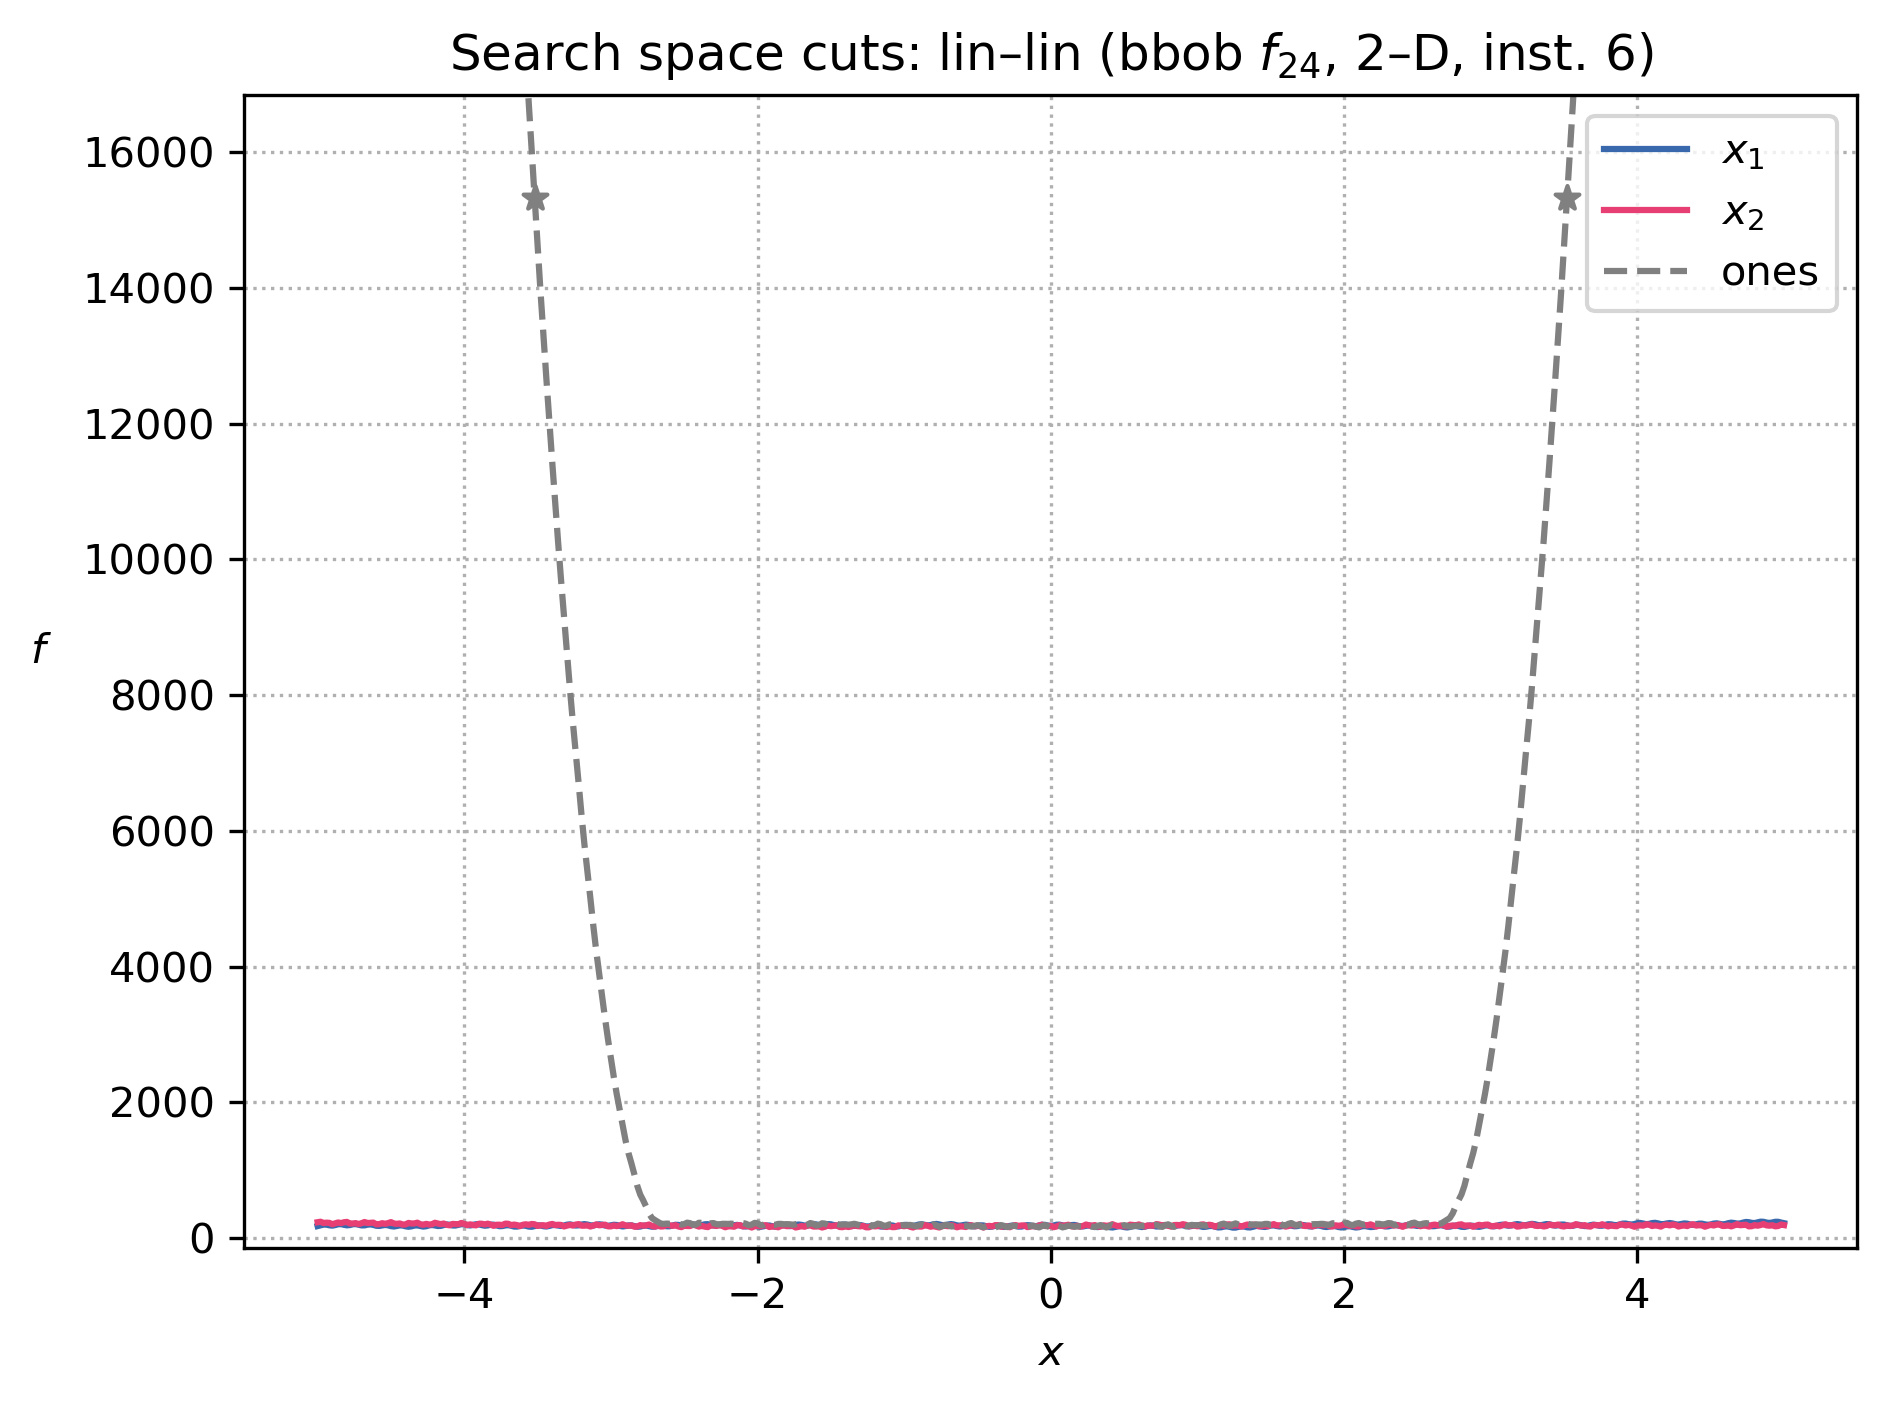 Search space cuts: lin–lin (bbob f₂₄, 2–D, inst. 6)
16000
14000
12000
10000
8000
6000
4000
2000
0
f
−4
−2
0
2
4
x
x₁
x₂
ones